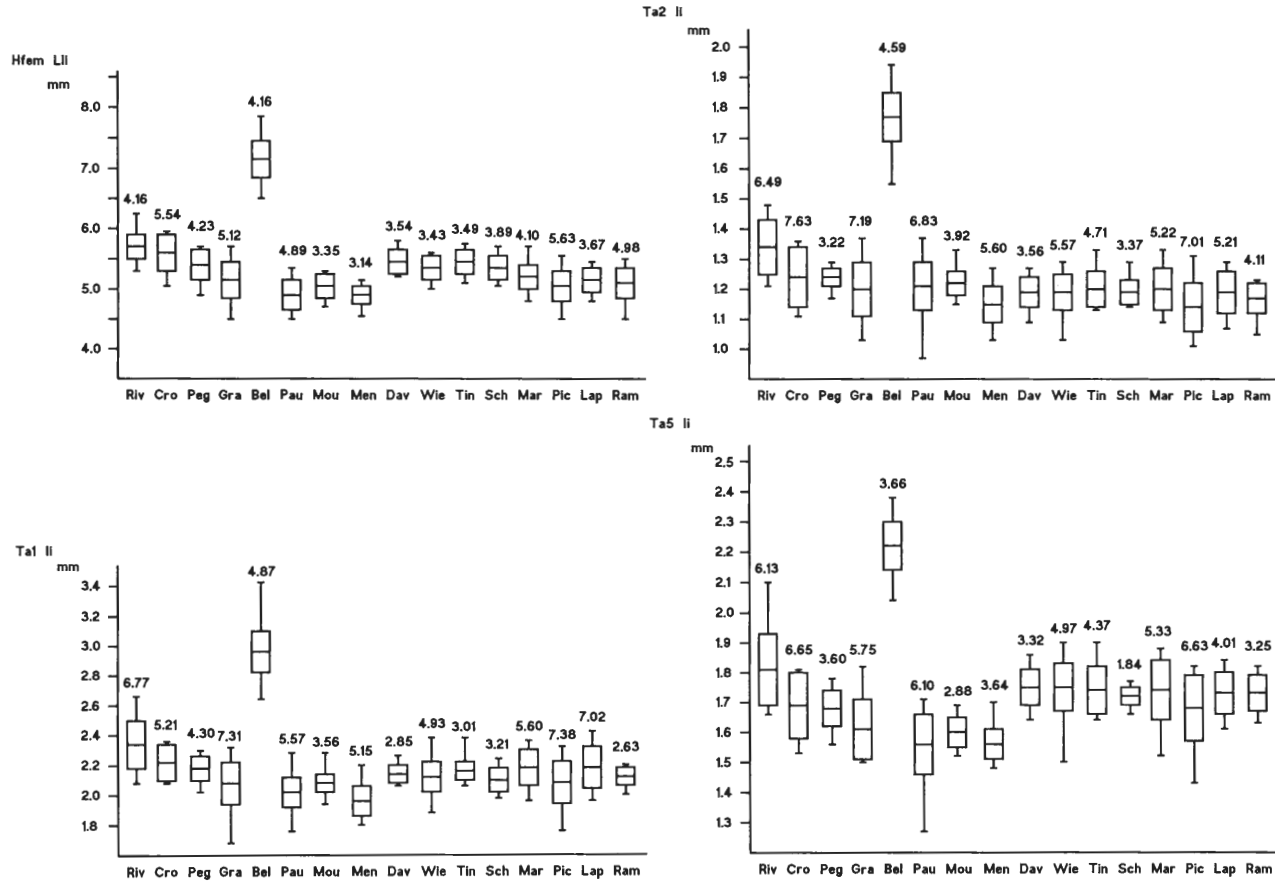 Hfem Lii
mm
8.0
7.0
6.0
5.0
4.0
4.16 5.54 4.23 5.12 4.16 4.89 3.35 3.14 3.54 3.43 3.49 3.89 4.10 5.63 3.67 4.98
Riv Cro Peg Gra Bel Pau Mou Men Dav Wie Tin Sch Mar Pic Lap Ram
Ta2 Ii
mm
2.0
1.9
1.8
1.7
1.6
1.5
1.4
1.3
1.2
1.1
1.0
6.49 7.63 3.22 7.19 4.59 6.83 3.92 5.60 3.56 5.57 4.71 3.37 5.22 7.01 5.21 4.11
Riv Cro Peg Gra Bel Pau Mou Men Dav Wie Tin Sch Mar Pic Lap Ram
Ta1 Ii
mm
3.4
3.2
3.0
2.8
2.6
2.4
2.2
2.0
1.8
6.77 5.21 4.30 7.31 4.87 5.57 3.56 5.15 2.85 4.93 3.01 3.21 5.60 7.38 7.02 2.63
Riv Cro Peg Gra Bel Pau Mou Men Dav Wie Tin Sch Mar Pic Lap Ram
Ta5 Ii
mm
2.5
2.4
2.3
2.2
2.1
2.0
1.9
1.8
1.7
1.6
1.5
1.4
1.3
6.13 6.65 3.60 5.75 3.66 6.10 2.88 3.64 3.32 4.97 4.37 1.84 5.33 6.63 4.01 3.25
Riv Cro Peg Gra Bel Pau Mou Men Dav Wie Tin Sch Mar Pic Lap Ram